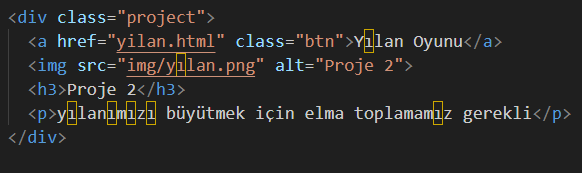 <div class="project">
<a href="yilan.html" class="btn">Yılan Oyunu</a>
<img src="img/yılan.png" alt="Proje 2">
<h3>Proje 2</h3>
<p>yılanımızı büyütmek için elma toplamamız gerekli</p>
</div>